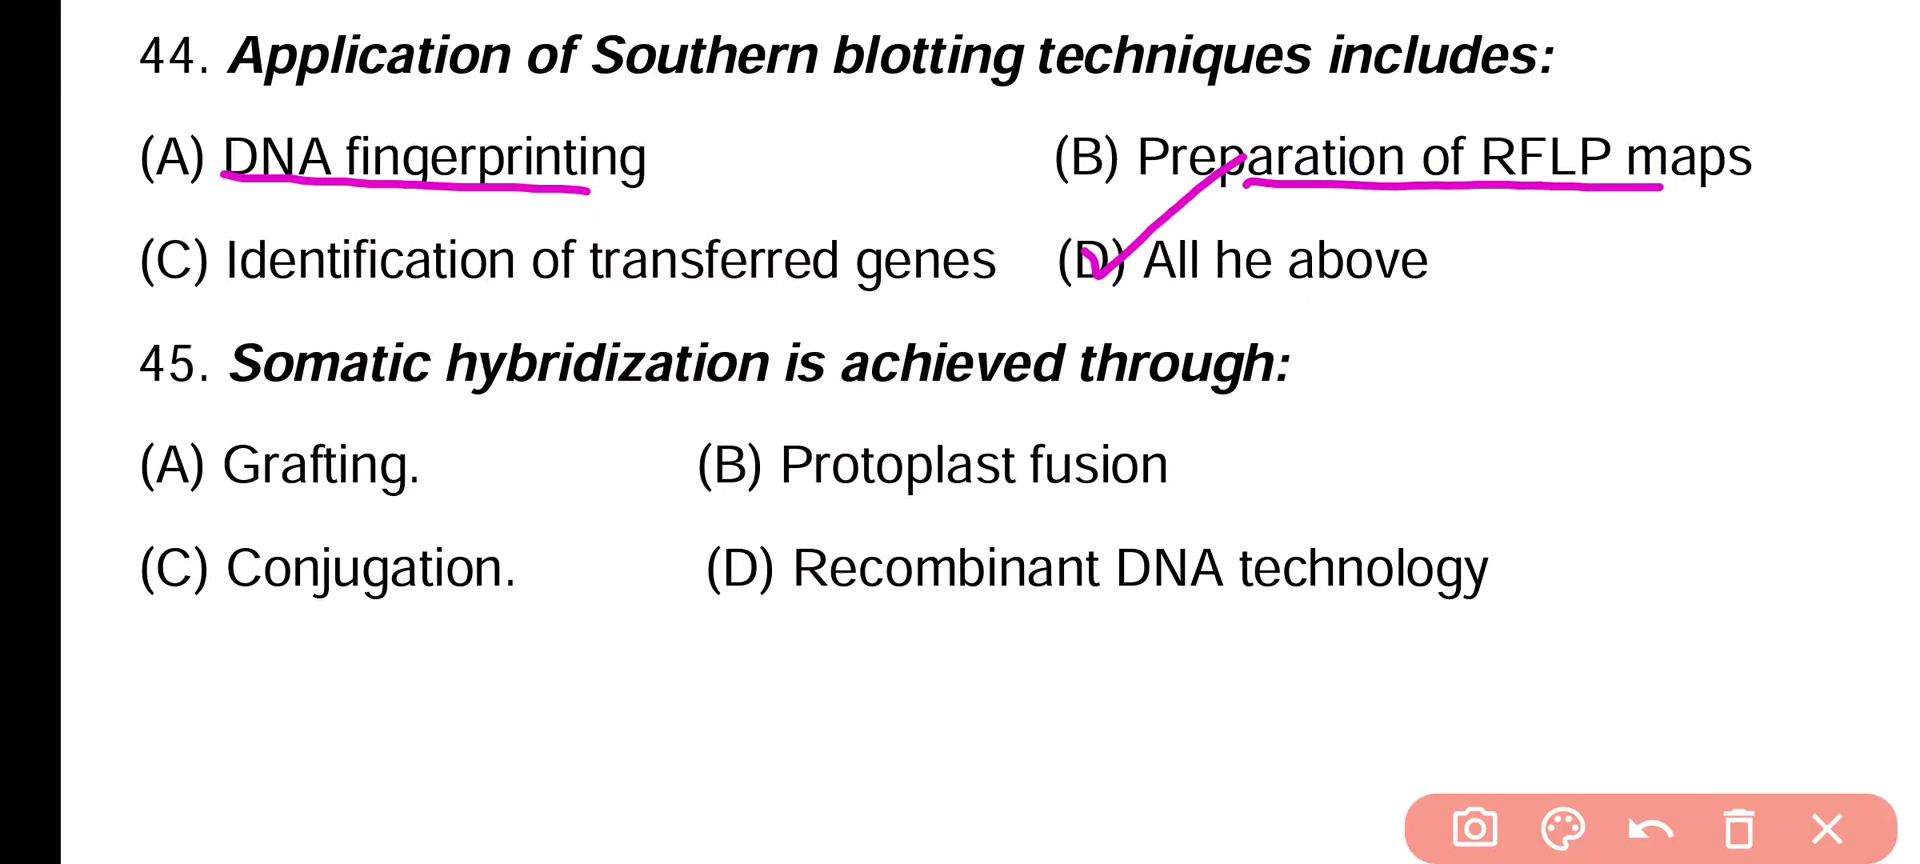 44. Application of Southern blotting techniques includes:
(A) DNA fingerprinting (B) Preparation of RFLP maps
(C) Identification of transferred genes (D) All he above
45. Somatic hybridization is achieved through:
(A) Grafting. (B) Protoplast fusion
(C) Conjugation. (D) Recombinant DNA technology